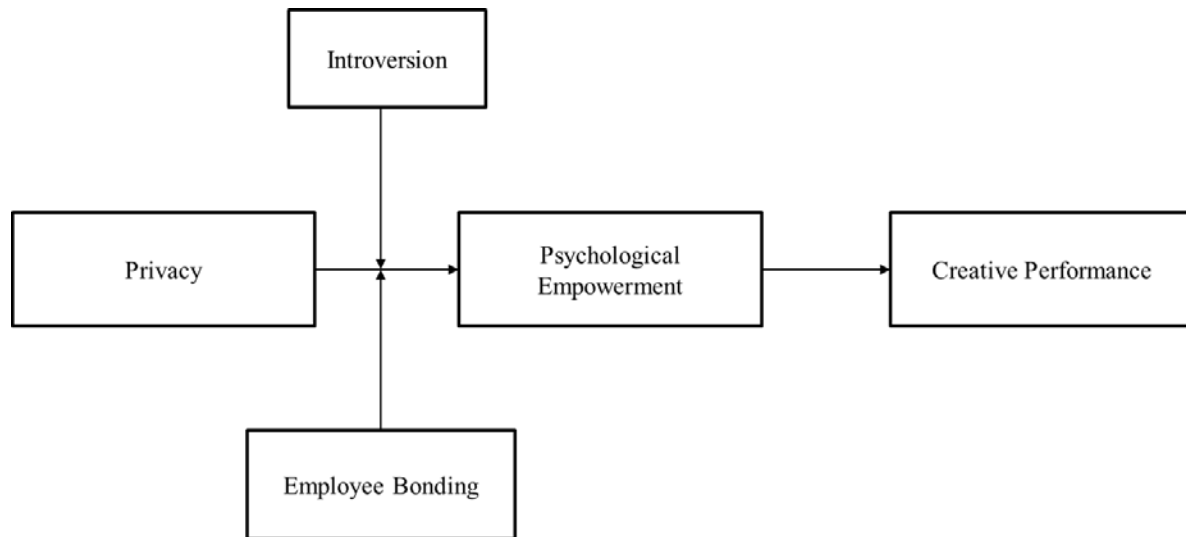 Introversion
Privacy
Psychological
Empowerment
Creative Performance
Employee Bonding